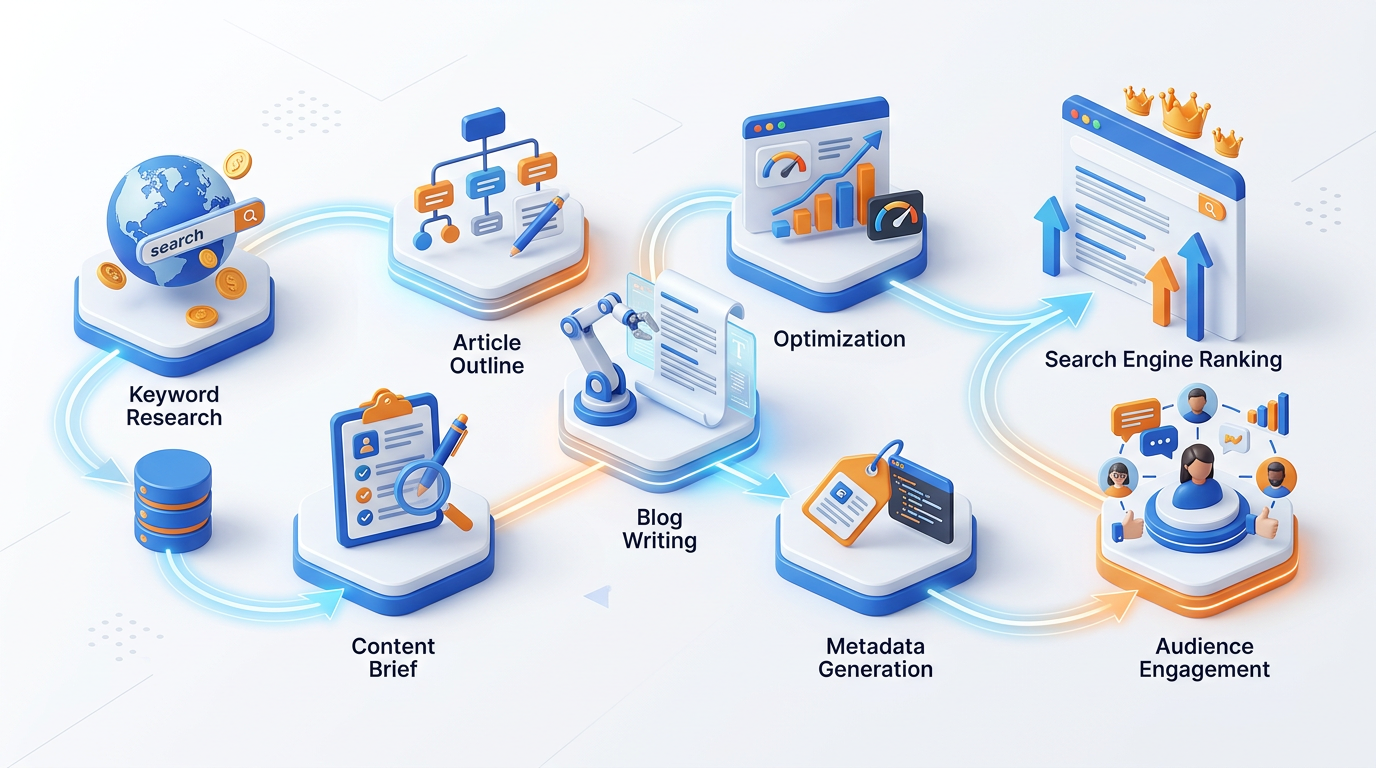 search
Keyword
Research
Article
Outline
Optimization
Search Engine Ranking
Blog
Writing
T
Content
Brief
Metadata
Generation
Audience
Engagement